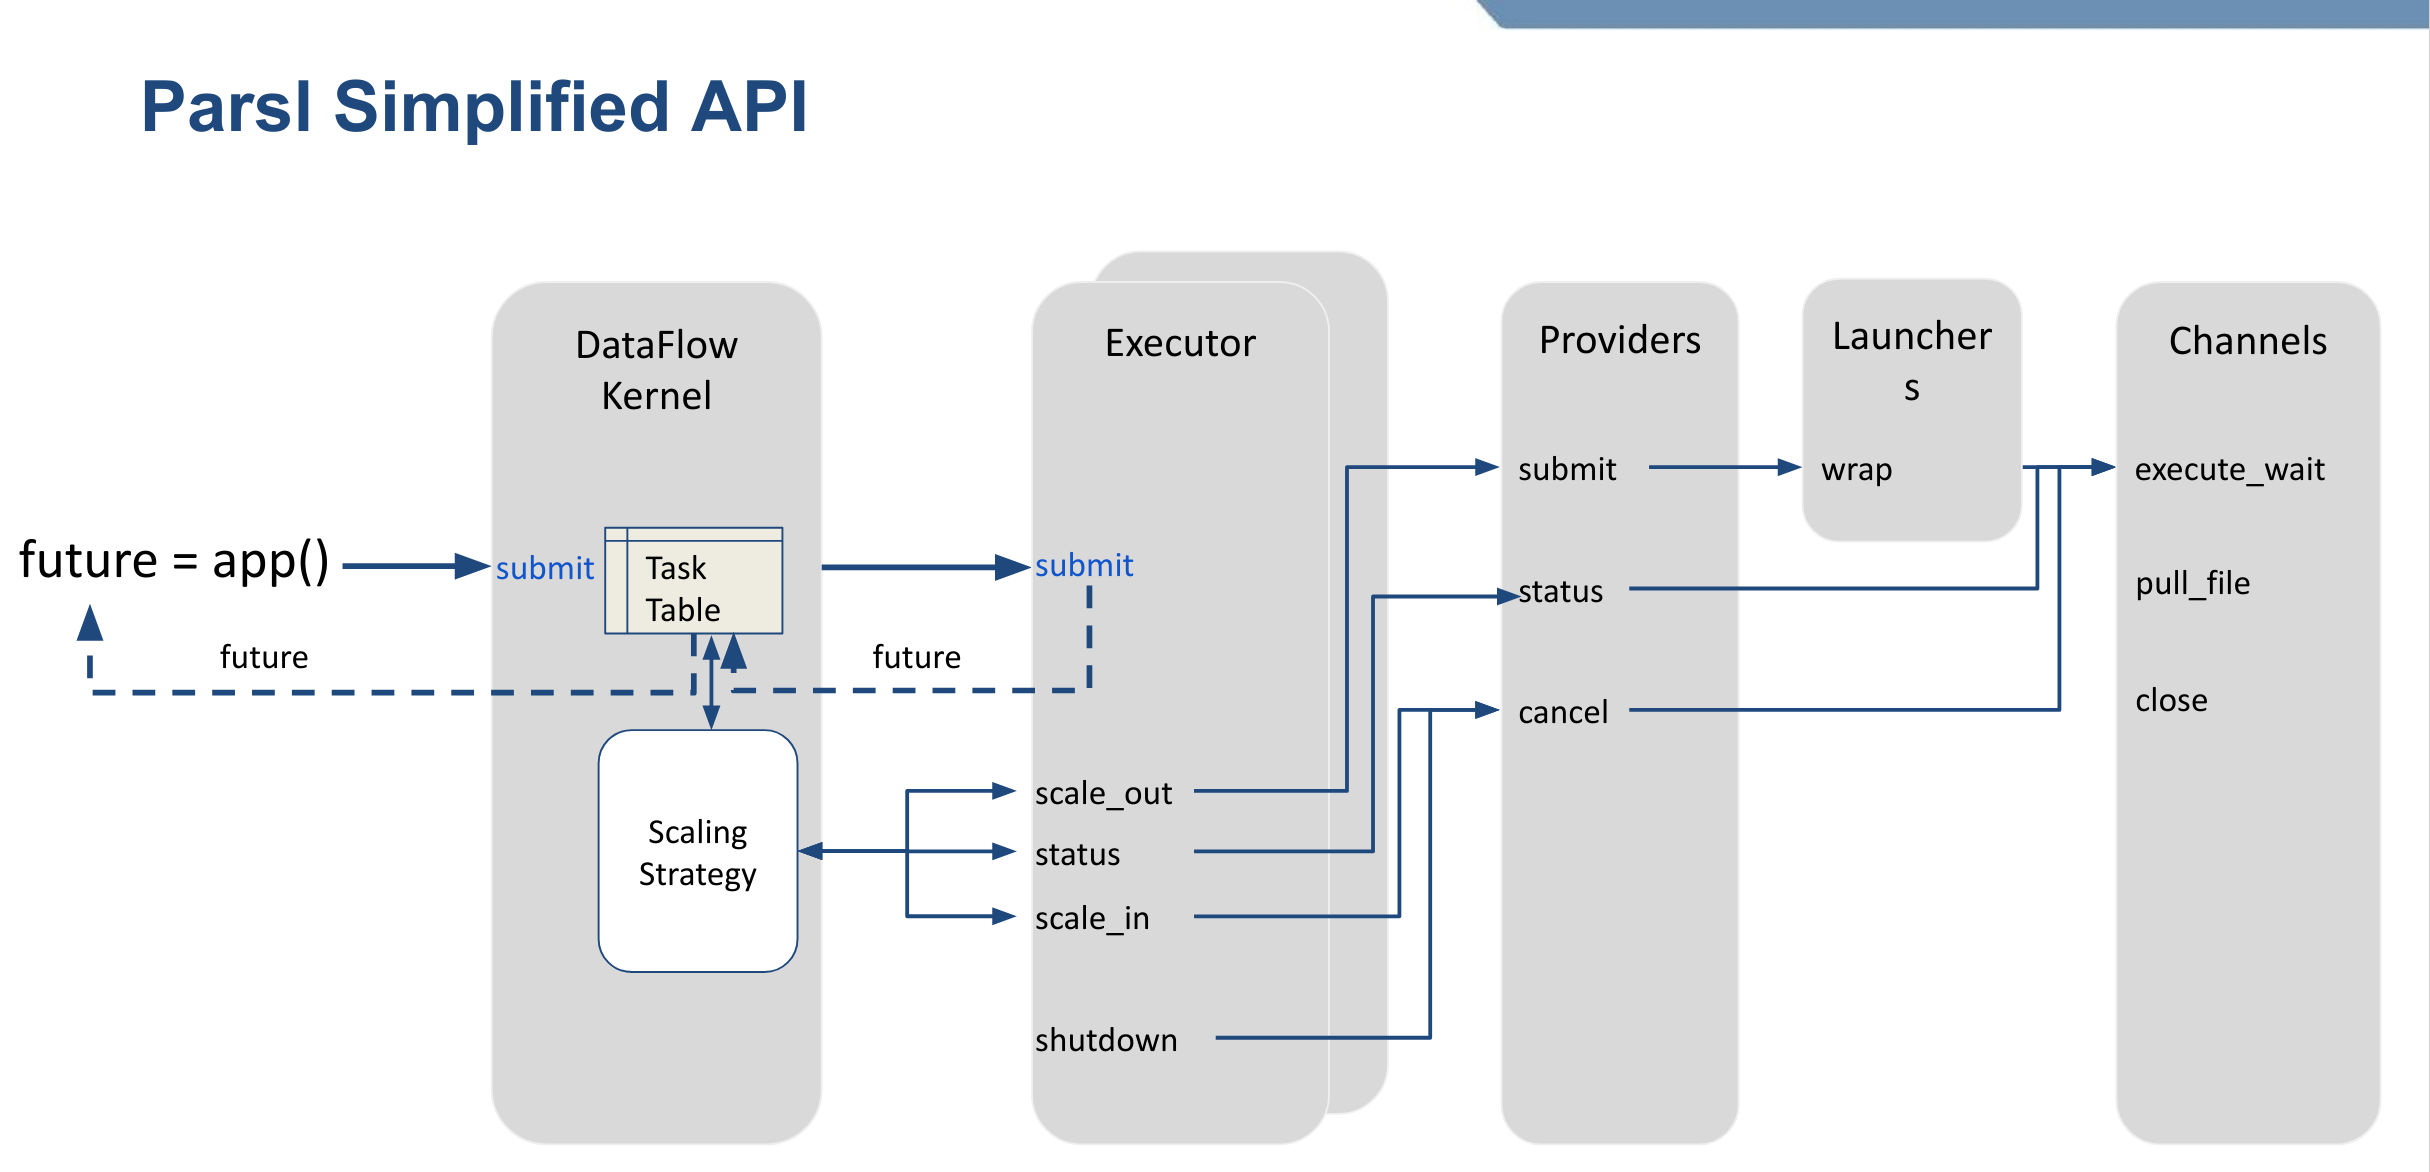 Parsl Simplified API
future = app()
future
DataFlow
Kernel
submit
Task
Table
future
Scaling
Strategy
Executor
submit
scale_out
status
scale_in
shutdown
Providers
submit
status
cancel
Launcher
s
wrap
Channels
execute_wait
pull_file
close